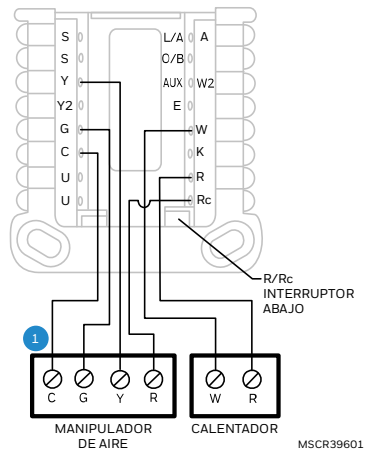 S L/A A
S O/B
Y AUX W2
Y2 E
G W
C K
U R
U Rc
R/Rc
INTERRUPTOR
ABAJO
1
C G Y R W R
MANIPULADOR
DE AIRE
CALENTADOR
MSCR39601